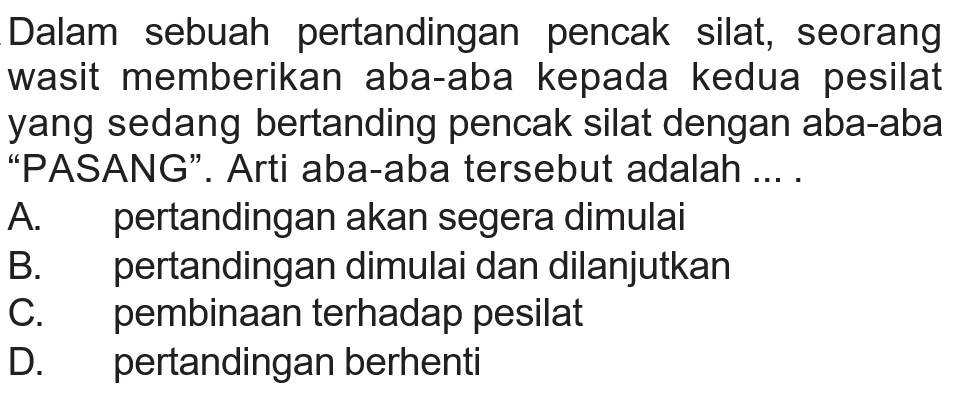 Dalam sebuah pertandingan pencak silat, seorang
wasit memberikan aba-aba kepada kedua pesilat
yang sedang bertanding pencak silat dengan aba-aba
“PASANG”. Arti aba-aba tersebut adalah ... .
A. pertandingan akan segera dimulai
B. pertandingan dimulai dan dilanjutkan
C. pembinaan terhadap pesilat
D. pertandingan berhenti